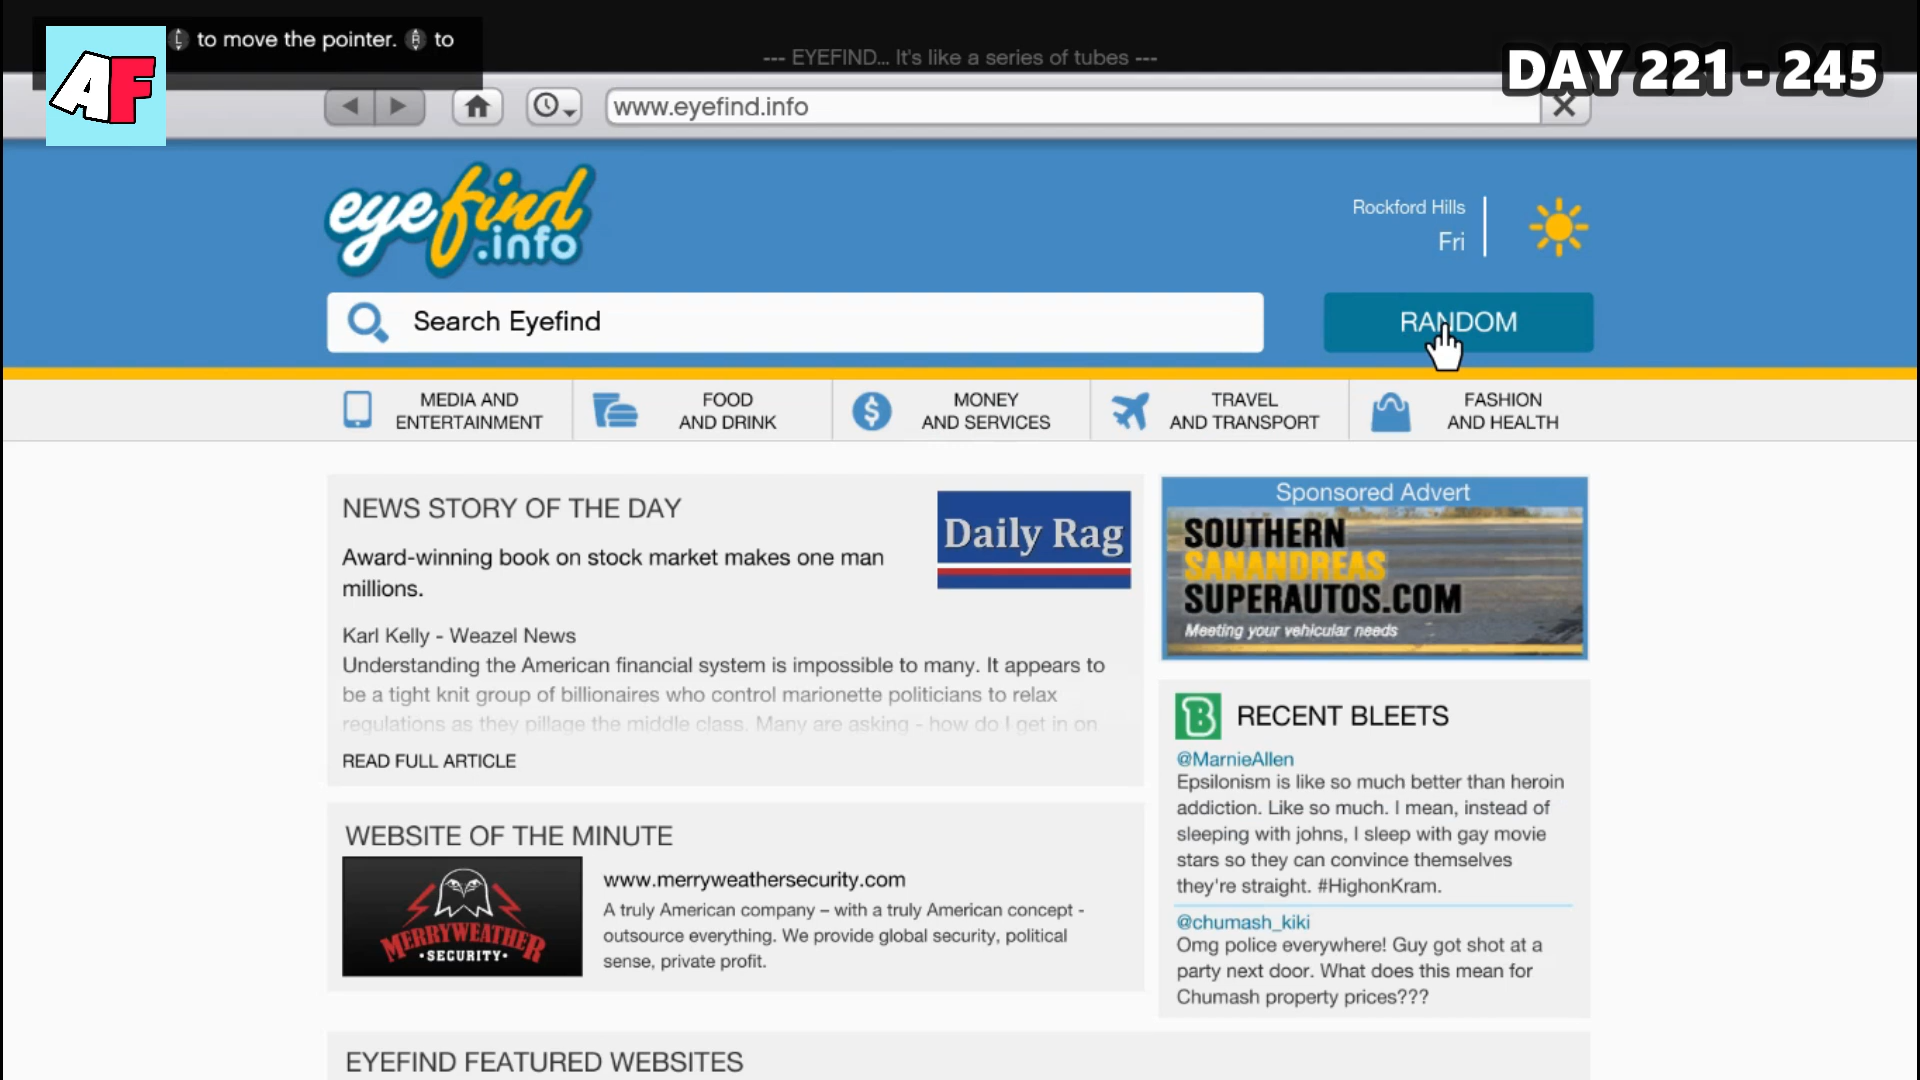 to move the pointer. R to
AF
--- EYEFIND... It's like a series of tubes ---
DAY 221 - 245
www.eyefind.info
eyefind
.info
Rockford Hills
Fri
Search Eyefind
RANDOM
MEDIA AND
ENTERTAINMENT
FOOD
AND DRINK
MONEY
AND SERVICES
TRAVEL
AND TRANSPORT
FASHION
AND HEALTH
NEWS STORY OF THE DAY
Daily Rag
Award-winning book on stock market makes one man
millions.
Karl Kelly - Weazel News
Understanding the American financial system is impossible to many. It appears to
be a tight knit group of billionaires who control marionette politicians to relax
regulations as they pillage the middle class. Many are asking - how do I get in on
READ FULL ARTICLE
WEBSITE OF THE MINUTE
MERRYWEATHER
SECURITY
www.merryweathersecurity.com
A truly American company – with a truly American concept -
outsource everything. We provide global security, political
sense, private profit.
Sponsored Advert
SOUTHERN
SANANDREAS
SUPERAUTOS.COM
Meeting your vehicular needs
B
RECENT BLEETS
@MarnieAllen
Epsilonism is like so much better than heroin
addiction. Like so much. I mean, instead of
sleeping with johns, I sleep with gay movie
stars so they can convince themselves
they're straight. #HighonKram.
@chumash_kiki
Omg police everywhere! Guy got shot at a
party next door. What does this mean for
Chumash property prices???
EYEFIND FEATURED WEBSITES